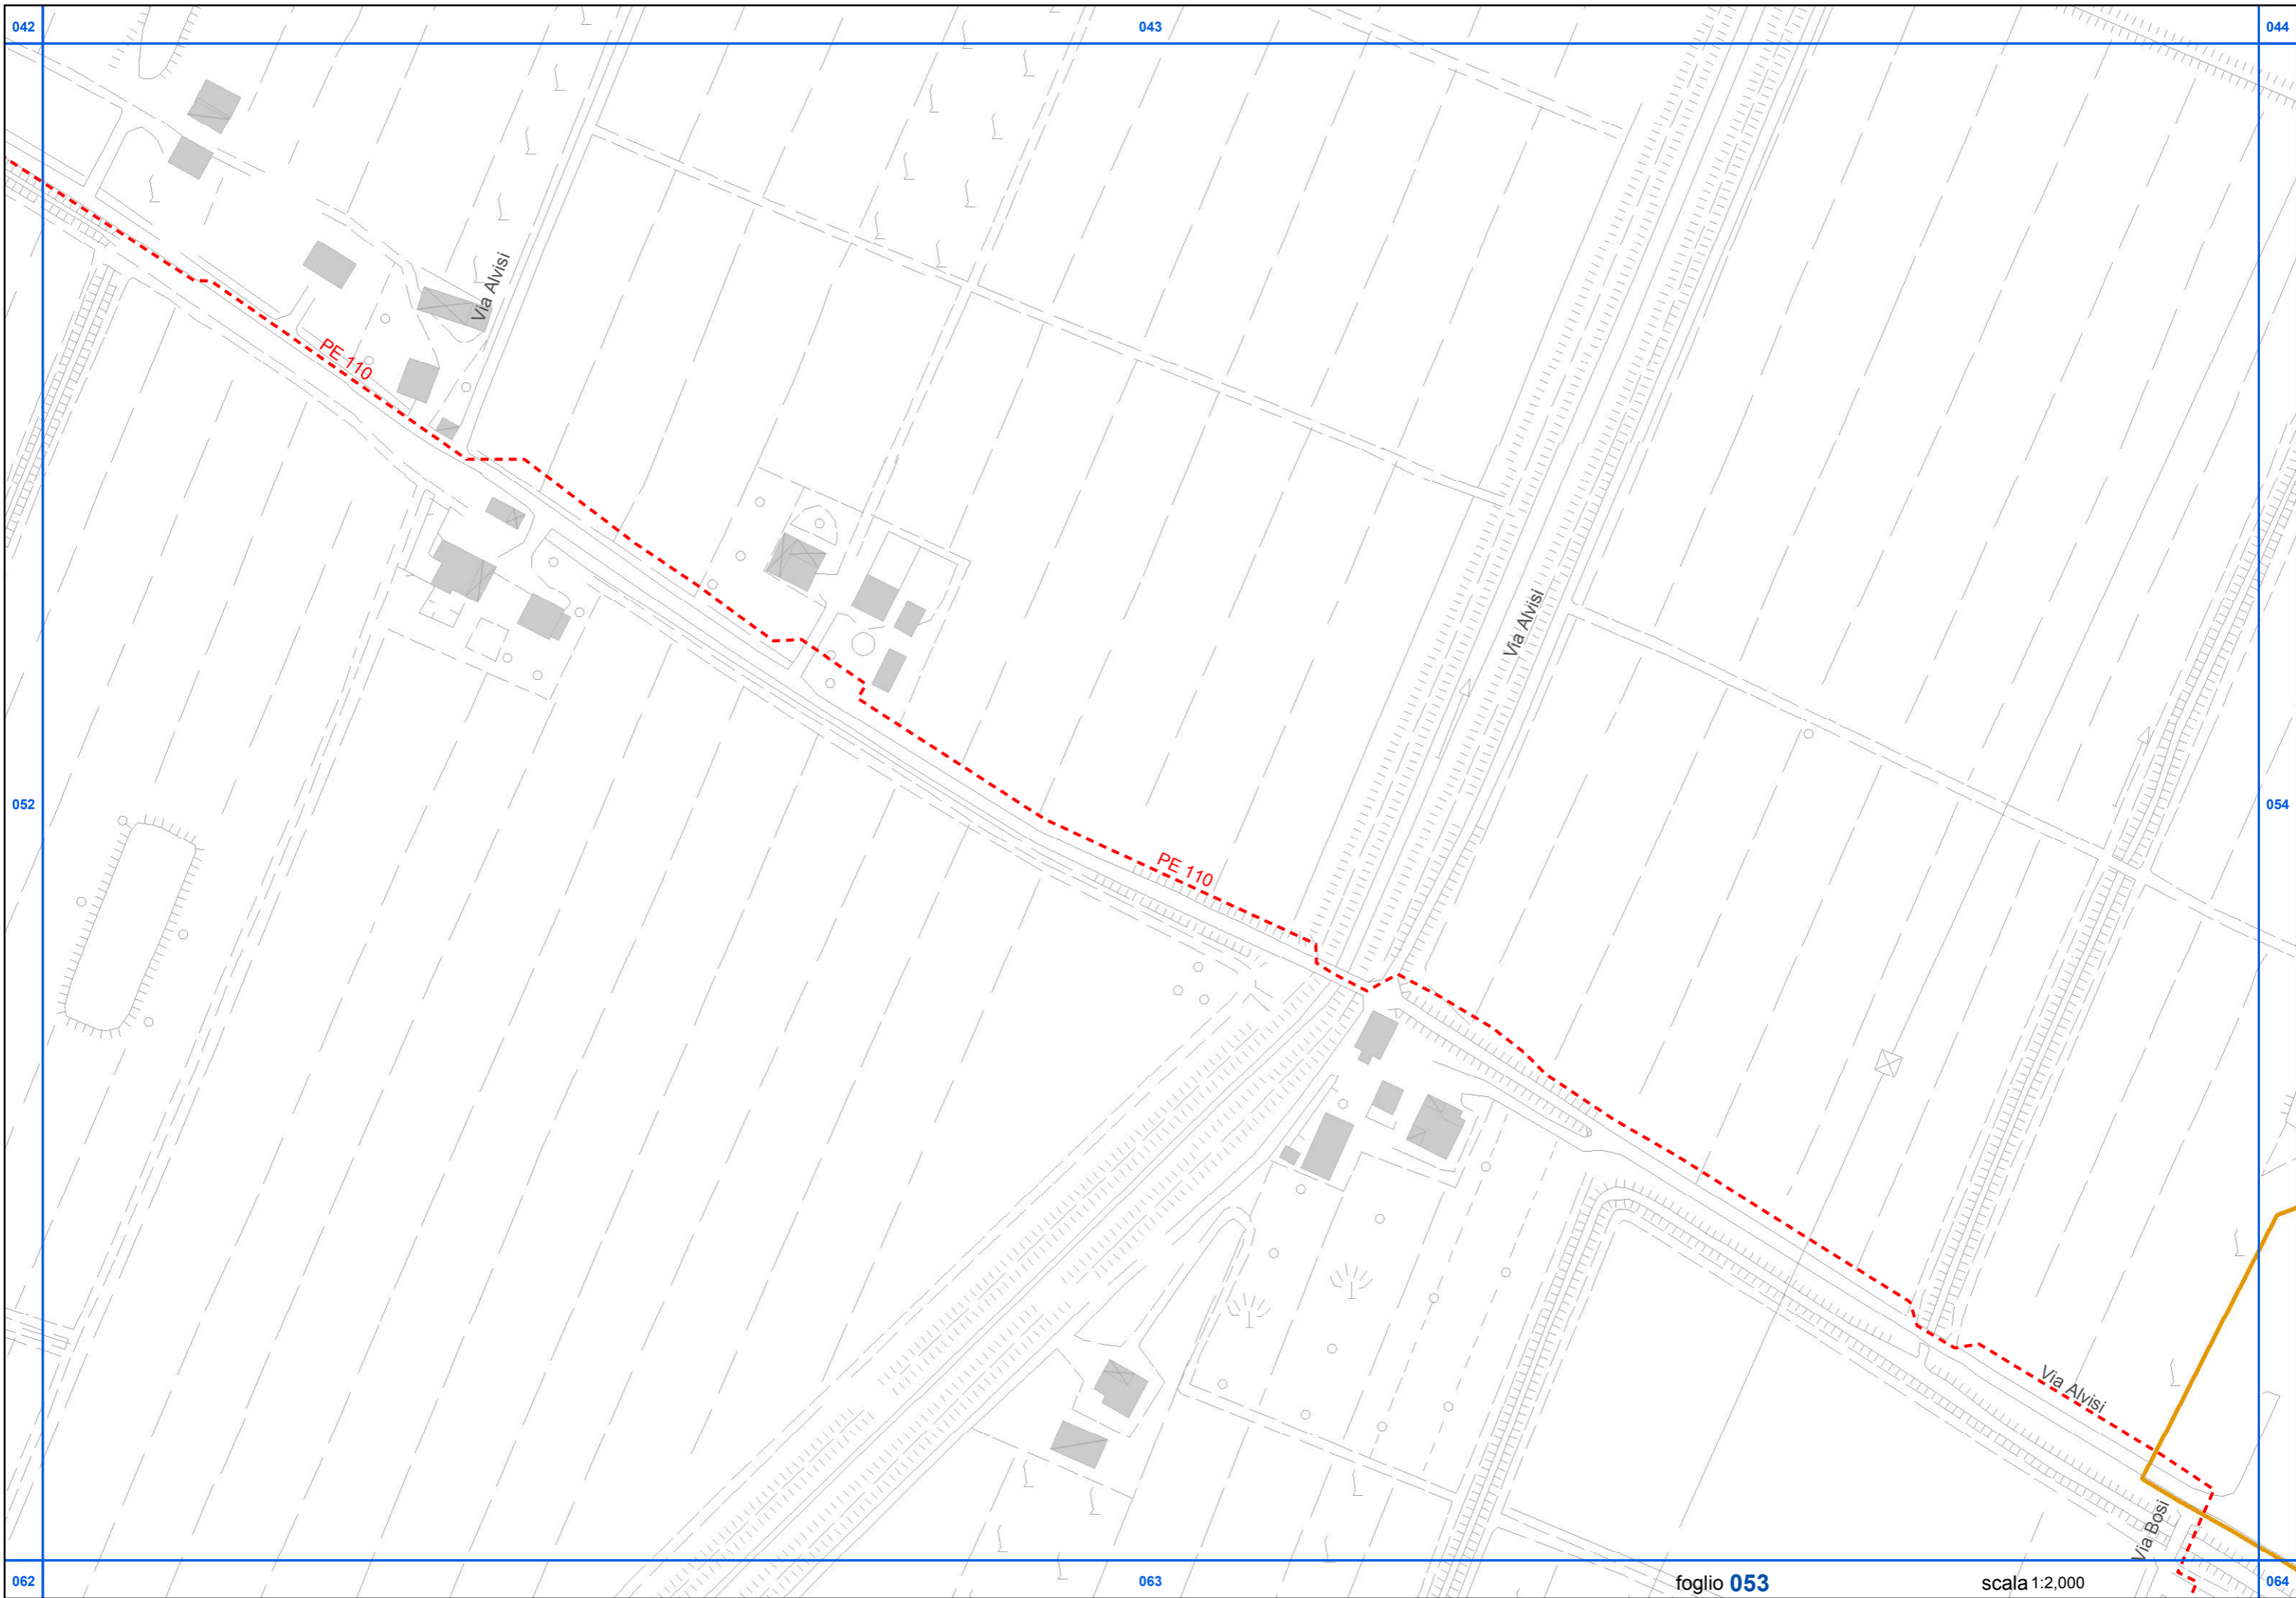 042
043
044
Via Alvisi
PE 110
Via Alvisi
052
054
PE 110
Via Alvisi
Via Bosi
062
063
foglio 053
scala 1:2,000
064